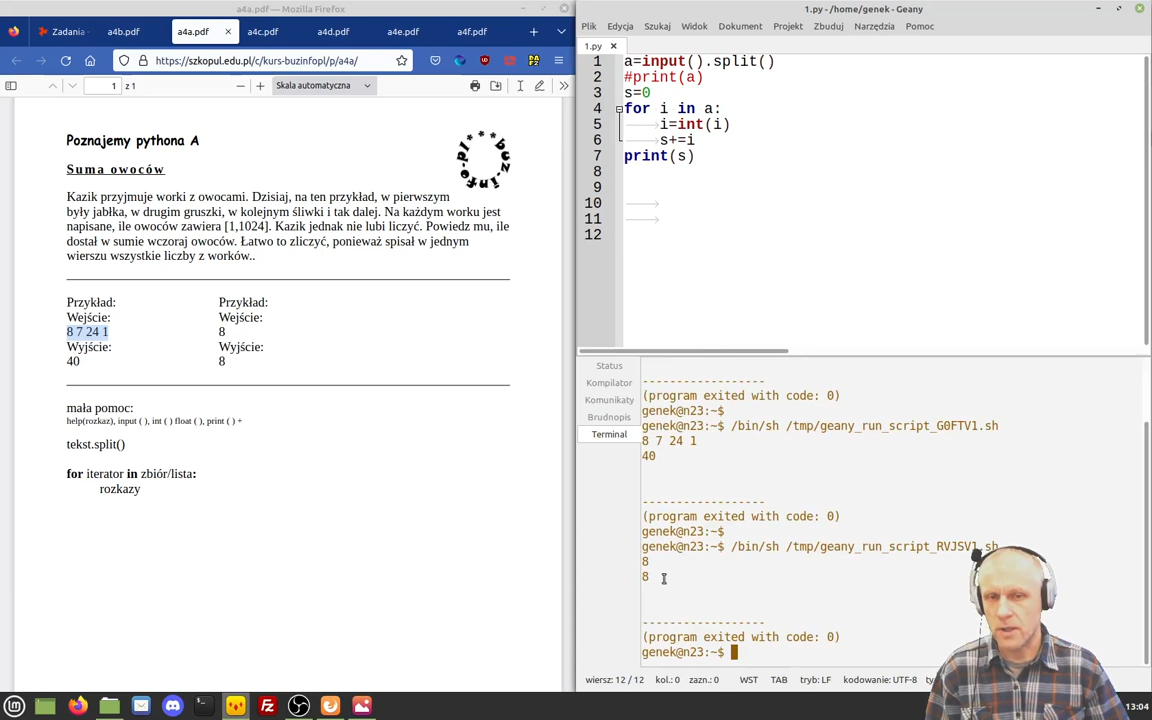 a4a.pdf — Mozilla Firefox
Zadania
a4b.pdf
a4a.pdf
a4c.pdf
a4d.pdf
a4e.pdf
a4f.pdf
https://szkopul.edu.pl/c/kurs-buzinfopl/p/a4a/
1
z 1
Skala automatyczna
Poznajemy pythona A
***buz.info-pl
Suma owoców
Kazik przyjmuje worki z owocami. Dzisiaj, na ten przykład, w pierwszym
były jabłka, w drugim gruszki, w kolejnym śliwki i tak dalej. Na każdym worku jest
napisane, ile owoców zawiera [1,1024]. Kazik jednak nie lubi liczyć. Powiedz mu, ile
dostał w sumie wczoraj owoców. Łatwo to zliczyć, ponieważ spisał w jednym
wierszu wszystkie liczby z worków..
Przykład:
Wejście:
8 7 24 1
Wyjście:
40
Przykład:
Wejście:
8
Wyjście:
8
mała pomoc:
help(rozkaz), input ( ), int ( ) float ( ), print ( ) +
tekst.split()
for iterator in zbiór/lista:
rozkazy
1.py - /home/genek - Geany
Plik Edycja Szukaj Widok Dokument Projekt Zbuduj Narzędzia Pomoc
1.py
1 a=input().split()
2 #print(a)
3 s=0
4 for i in a:
5 i=int(i)
6 s+=i
7 print(s)
8
9
10
11
12
Status
Kompilator
Komunikaty
Brudnopis
Terminal
------------------
(program exited with code: 0)
genek@n23:~$
genek@n23:~$ /bin/sh /tmp/geany_run_script_G0FTV1.sh
8 7 24 1
40
------------------
(program exited with code: 0)
genek@n23:~$
genek@n23:~$ /bin/sh /tmp/geany_run_script_RVJSV1.sh
8
8
------------------
(program exited with code: 0)
genek@n23:~$
wiersz: 12 / 12 kol.: 0 zazn.: 0 WST TAB tryb: LF kodowanie: UTF-8
13:04